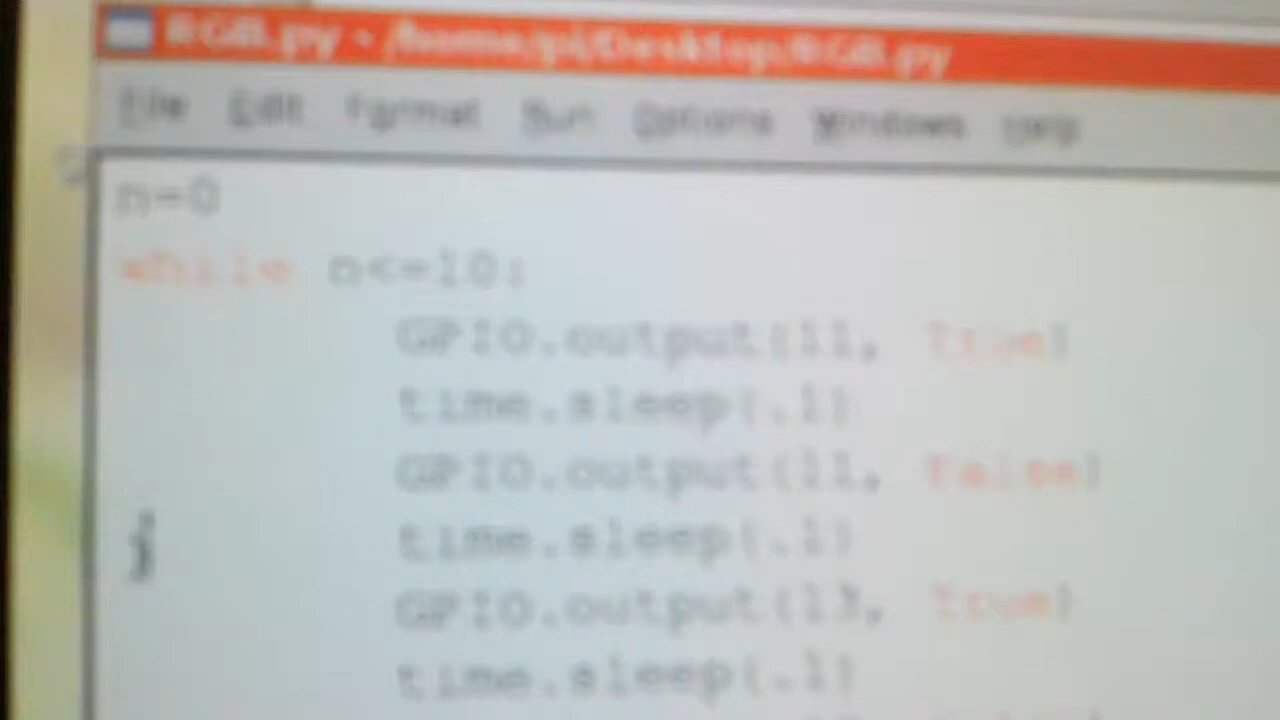 RGB.py - /home/pi/Desktop/RGB.py
File Edit Format Run Options Windows Help
n=0
while n<=10:
GPIO.output(11, True)
time.sleep(.1)
GPIO.output(11, False)
time.sleep(.1)
GPIO.output(13, True)
time.sleep(.1)